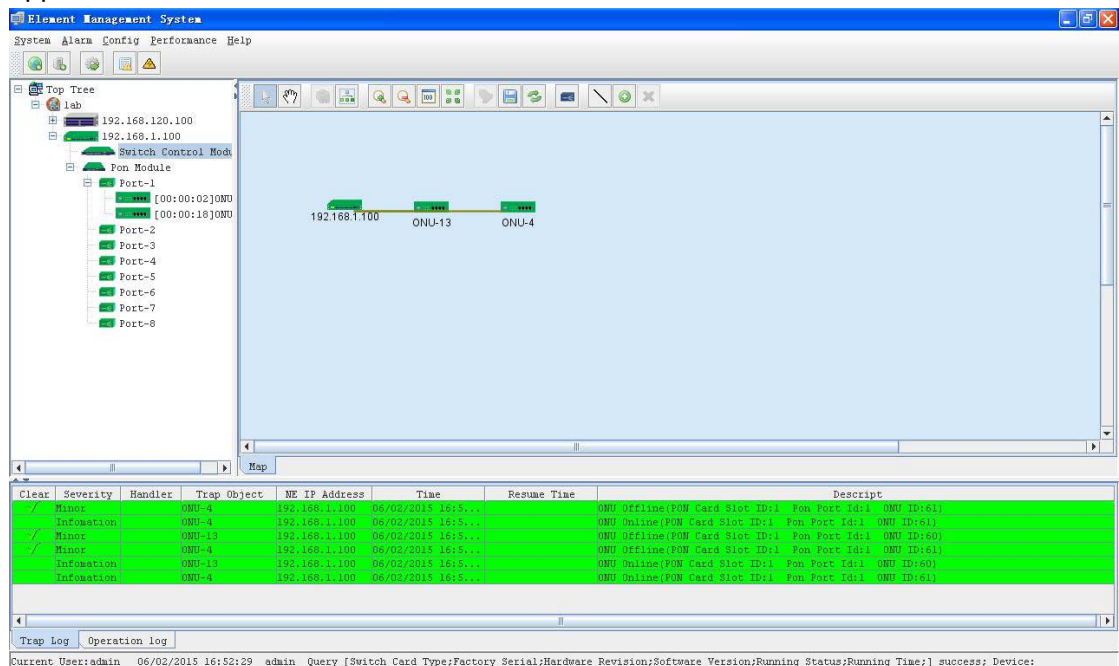 Element Management System
System Alarm Config Performance Help
Top Tree
lab
192.168.120.100
192.168.1.100
Switch Control Modu
Pon Module
Port-1
[00:00:02]ONU
[00:00:18]ONU
Port-2
Port-3
Port-4
Port-5
Port-6
Port-7
Port-8
100
192.168.1.100
ONU-13
ONU-4
Map
Clear Severity Handler Trap Object NE IP Address Time Resume Time Descript
Minor ONU-4 192.168.1.100 06/02/2015 16:5... ONU Offline(PON Card Slot ID:1 Pon Port Id:1 ONU ID:61)
Infomation ONU-4 192.168.1.100 06/02/2015 16:5... ONU Online(PON Card Slot ID:1 Pon Port Id:1 ONU ID:61)
Minor ONU-13 192.168.1.100 06/02/2015 16:5... ONU Offline(PON Card Slot ID:1 Pon Port Id:1 ONU ID:60)
Minor ONU-4 192.168.1.100 06/02/2015 16:5... ONU Offline(PON Card Slot ID:1 Pon Port Id:1 ONU ID:61)
Infomation ONU-13 192.168.1.100 06/02/2015 16:5... ONU Online(PON Card Slot ID:1 Pon Port Id:1 ONU ID:60)
Infomation ONU-4 192.168.1.100 06/02/2015 16:5... ONU Online(PON Card Slot ID:1 Pon Port Id:1 ONU ID:61)
Trap Log Operation log
Current User:admin 06/02/2015 16:52:29 admin Query [Switch Card Type;Factory Serial;Hardware Revision;Software Version;Running Status;Running Time;] success; Device: